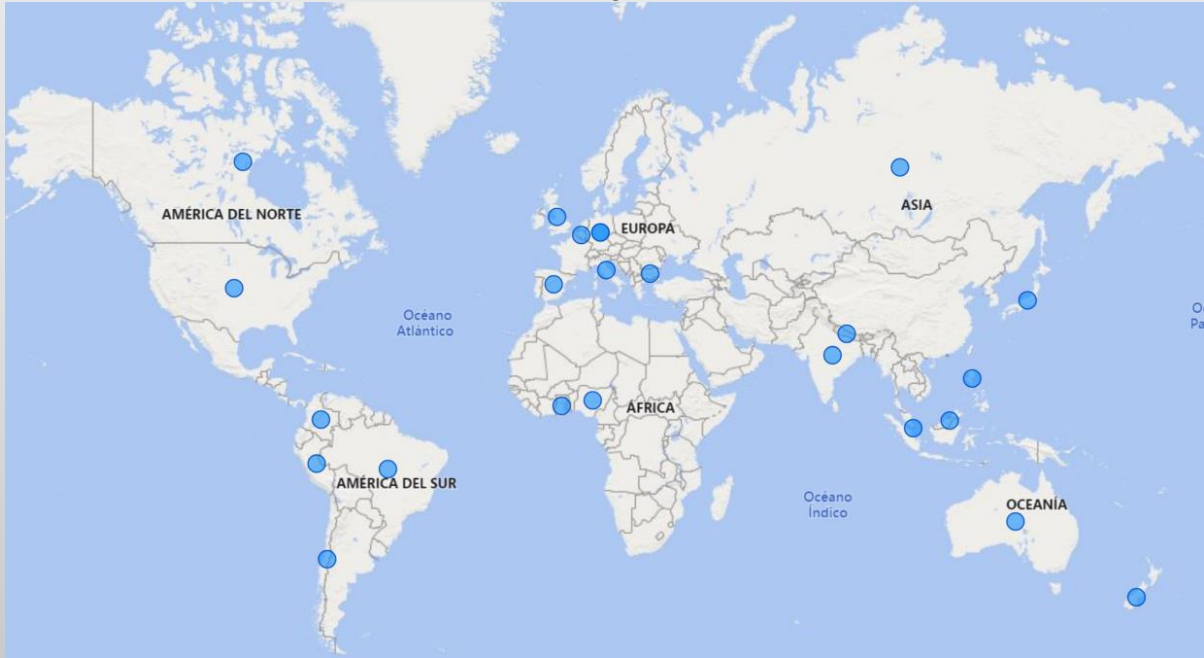 AMÉRICA DEL NORTE
ASIA
EUROPA
Océano
Atlántico
ÁFRICA
AMÉRICA DEL SUR
Océano
Índico
OCEANÍA